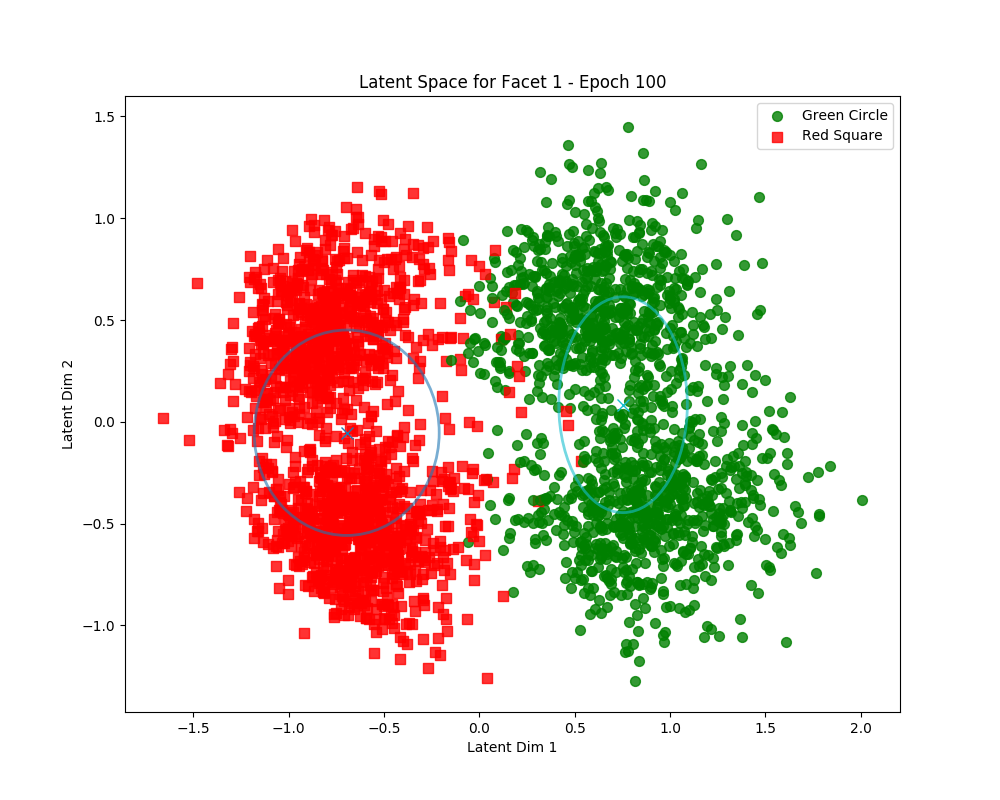 Latent Space for Facet 1 - Epoch 100
Green Circle
Red Square
1.5
1.0
0.5
0.0
−0.5
−1.0
Latent Dim 2
−1.5 −1.0 −0.5 0.0 0.5 1.0 1.5 2.0
Latent Dim 1